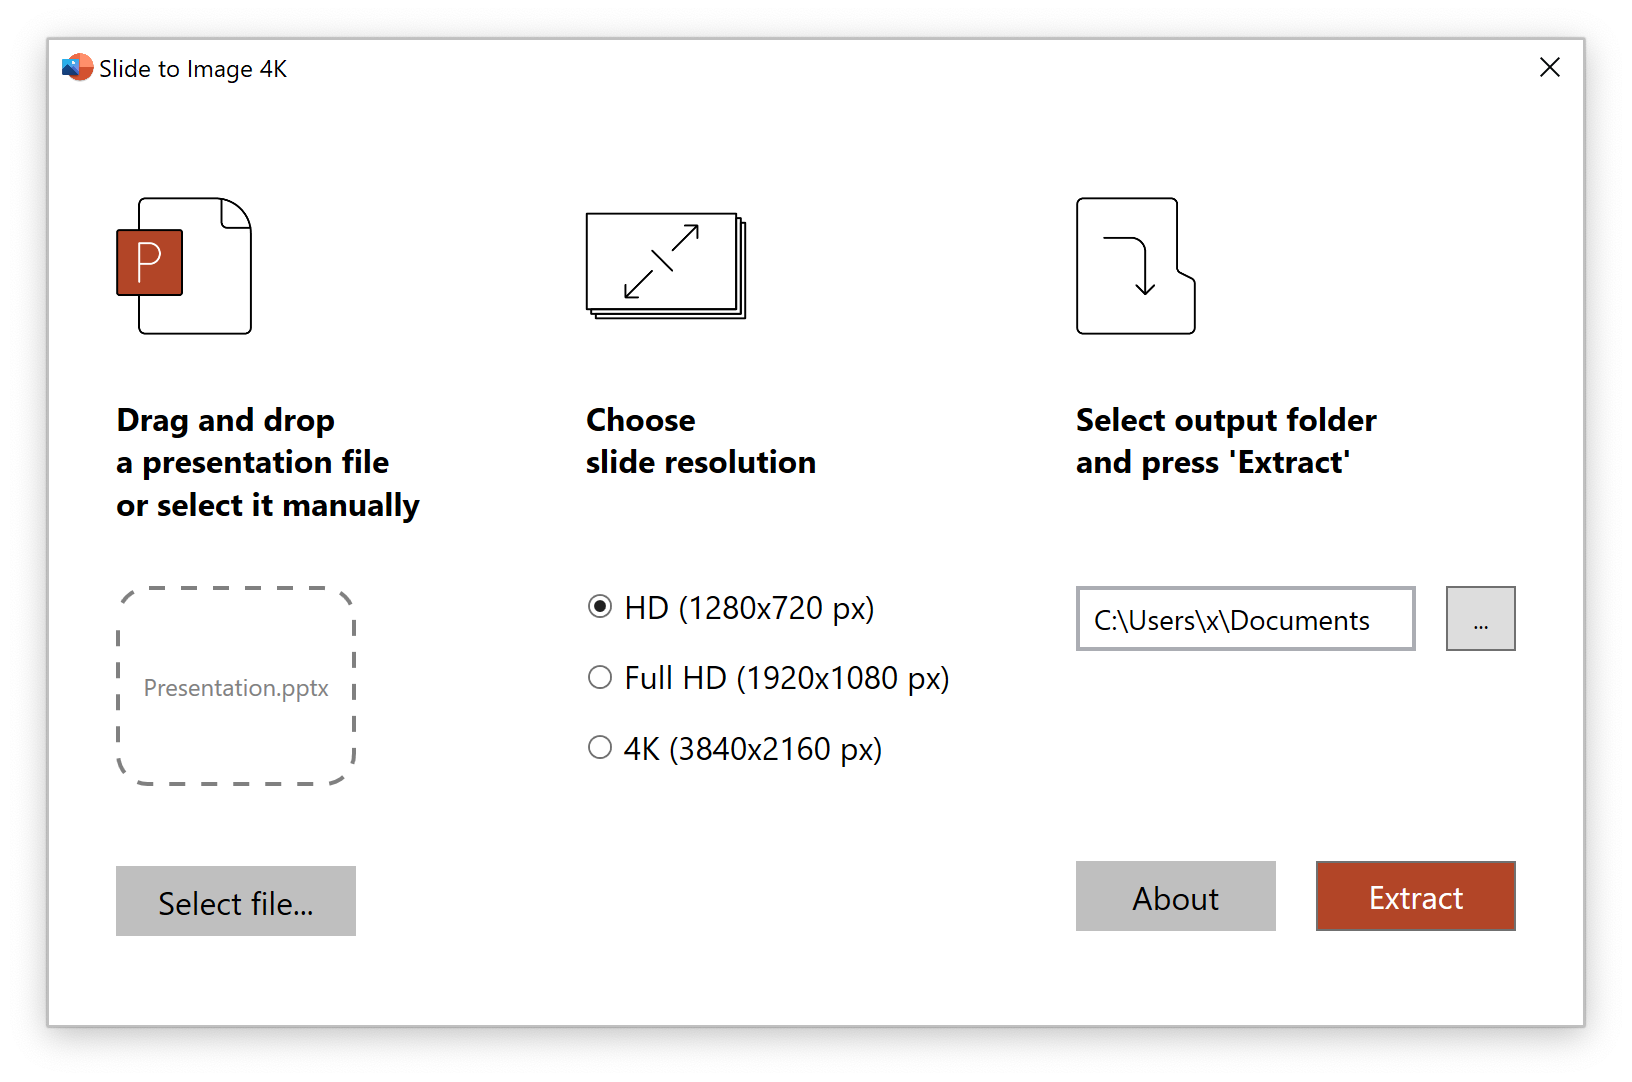 Slide to Image 4K
P
Drag and drop
a presentation file
or select it manually
Presentation.pptx
Select file...
Choose
slide resolution
HD (1280x720 px)
Full HD (1920x1080 px)
4K (3840x2160 px)
Select output folder
and press 'Extract'
C:\Users\x\Documents
...
About
Extract